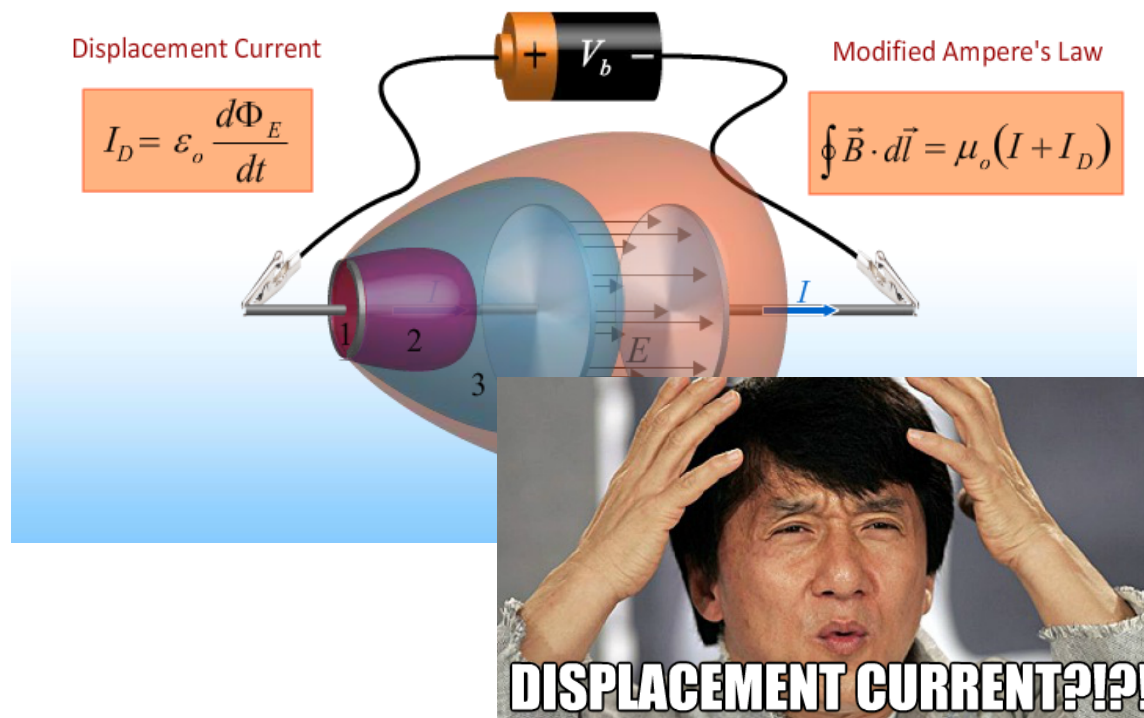 Displacement Current
Modified Ampere's Law
+ V_b −
I_D = ε_o dΦ_E/dt
∮B⃗ · dl⃗ = μ_o(I + I_D)
I
I
1
2
E
3
DISPLACEMENT CURRENT?!?!